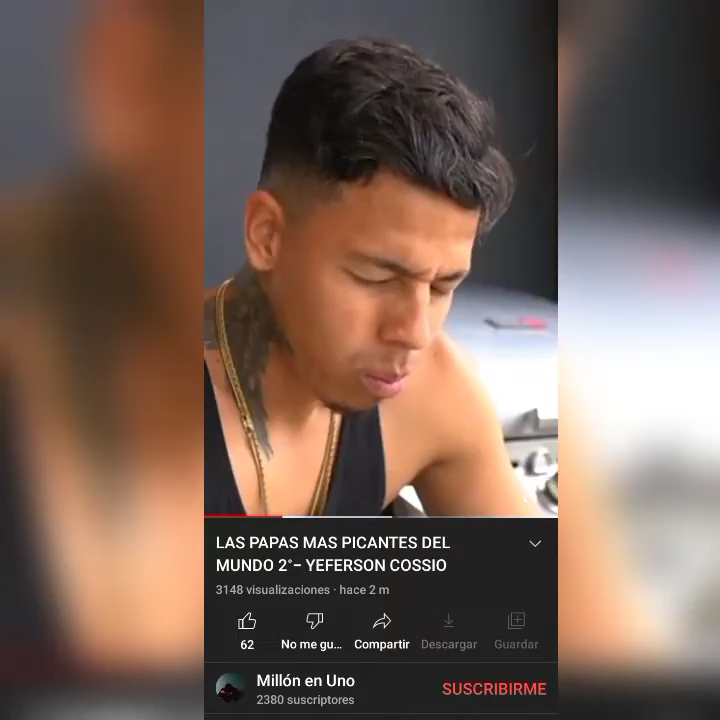 LAS PAPAS MAS PICANTES DEL
MUNDO 2°– YEFERSON COSSIO
3148 visualizaciones · hace 2 m
62 No me gu... Compartir Descargar Guardar
Millón en Uno
2380 suscriptores
SUSCRIBIRME